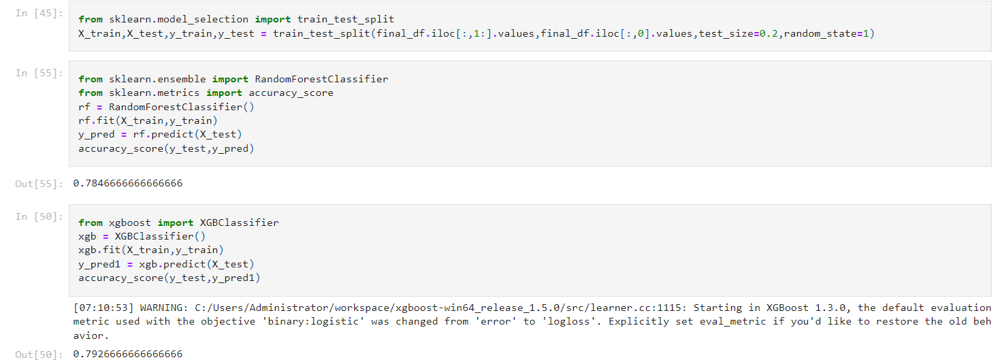 In [45]:
from sklearn.model_selection import train_test_split
X_train,X_test,y_train,y_test = train_test_split(final_df.iloc[:,1:].values,final_df.iloc[:,0].values,test_size=0.2,random_state=1)
In [55]:
from sklearn.ensemble import RandomForestClassifier
from sklearn.metrics import accuracy_score
rf = RandomForestClassifier()
rf.fit(X_train,y_train)
y_pred = rf.predict(X_test)
accuracy_score(y_test,y_pred)
Out[55]: 0.7846666666666666
In [50]:
from xgboost import XGBClassifier
xgb = XGBClassifier()
xgb.fit(X_train,y_train)
y_pred1 = xgb.predict(X_test)
accuracy_score(y_test,y_pred1)
[07:10:53] WARNING: C:/Users/Administrator/workspace/xgboost-win64_release_1.5.0/src/learner.cc:1115: Starting in XGBoost 1.3.0, the default evaluation
metric used with the objective 'binary:logistic' was changed from 'error' to 'logloss'. Explicitly set eval_metric if you'd like to restore the old beh
avior.
Out[50]: 0.7926666666666666